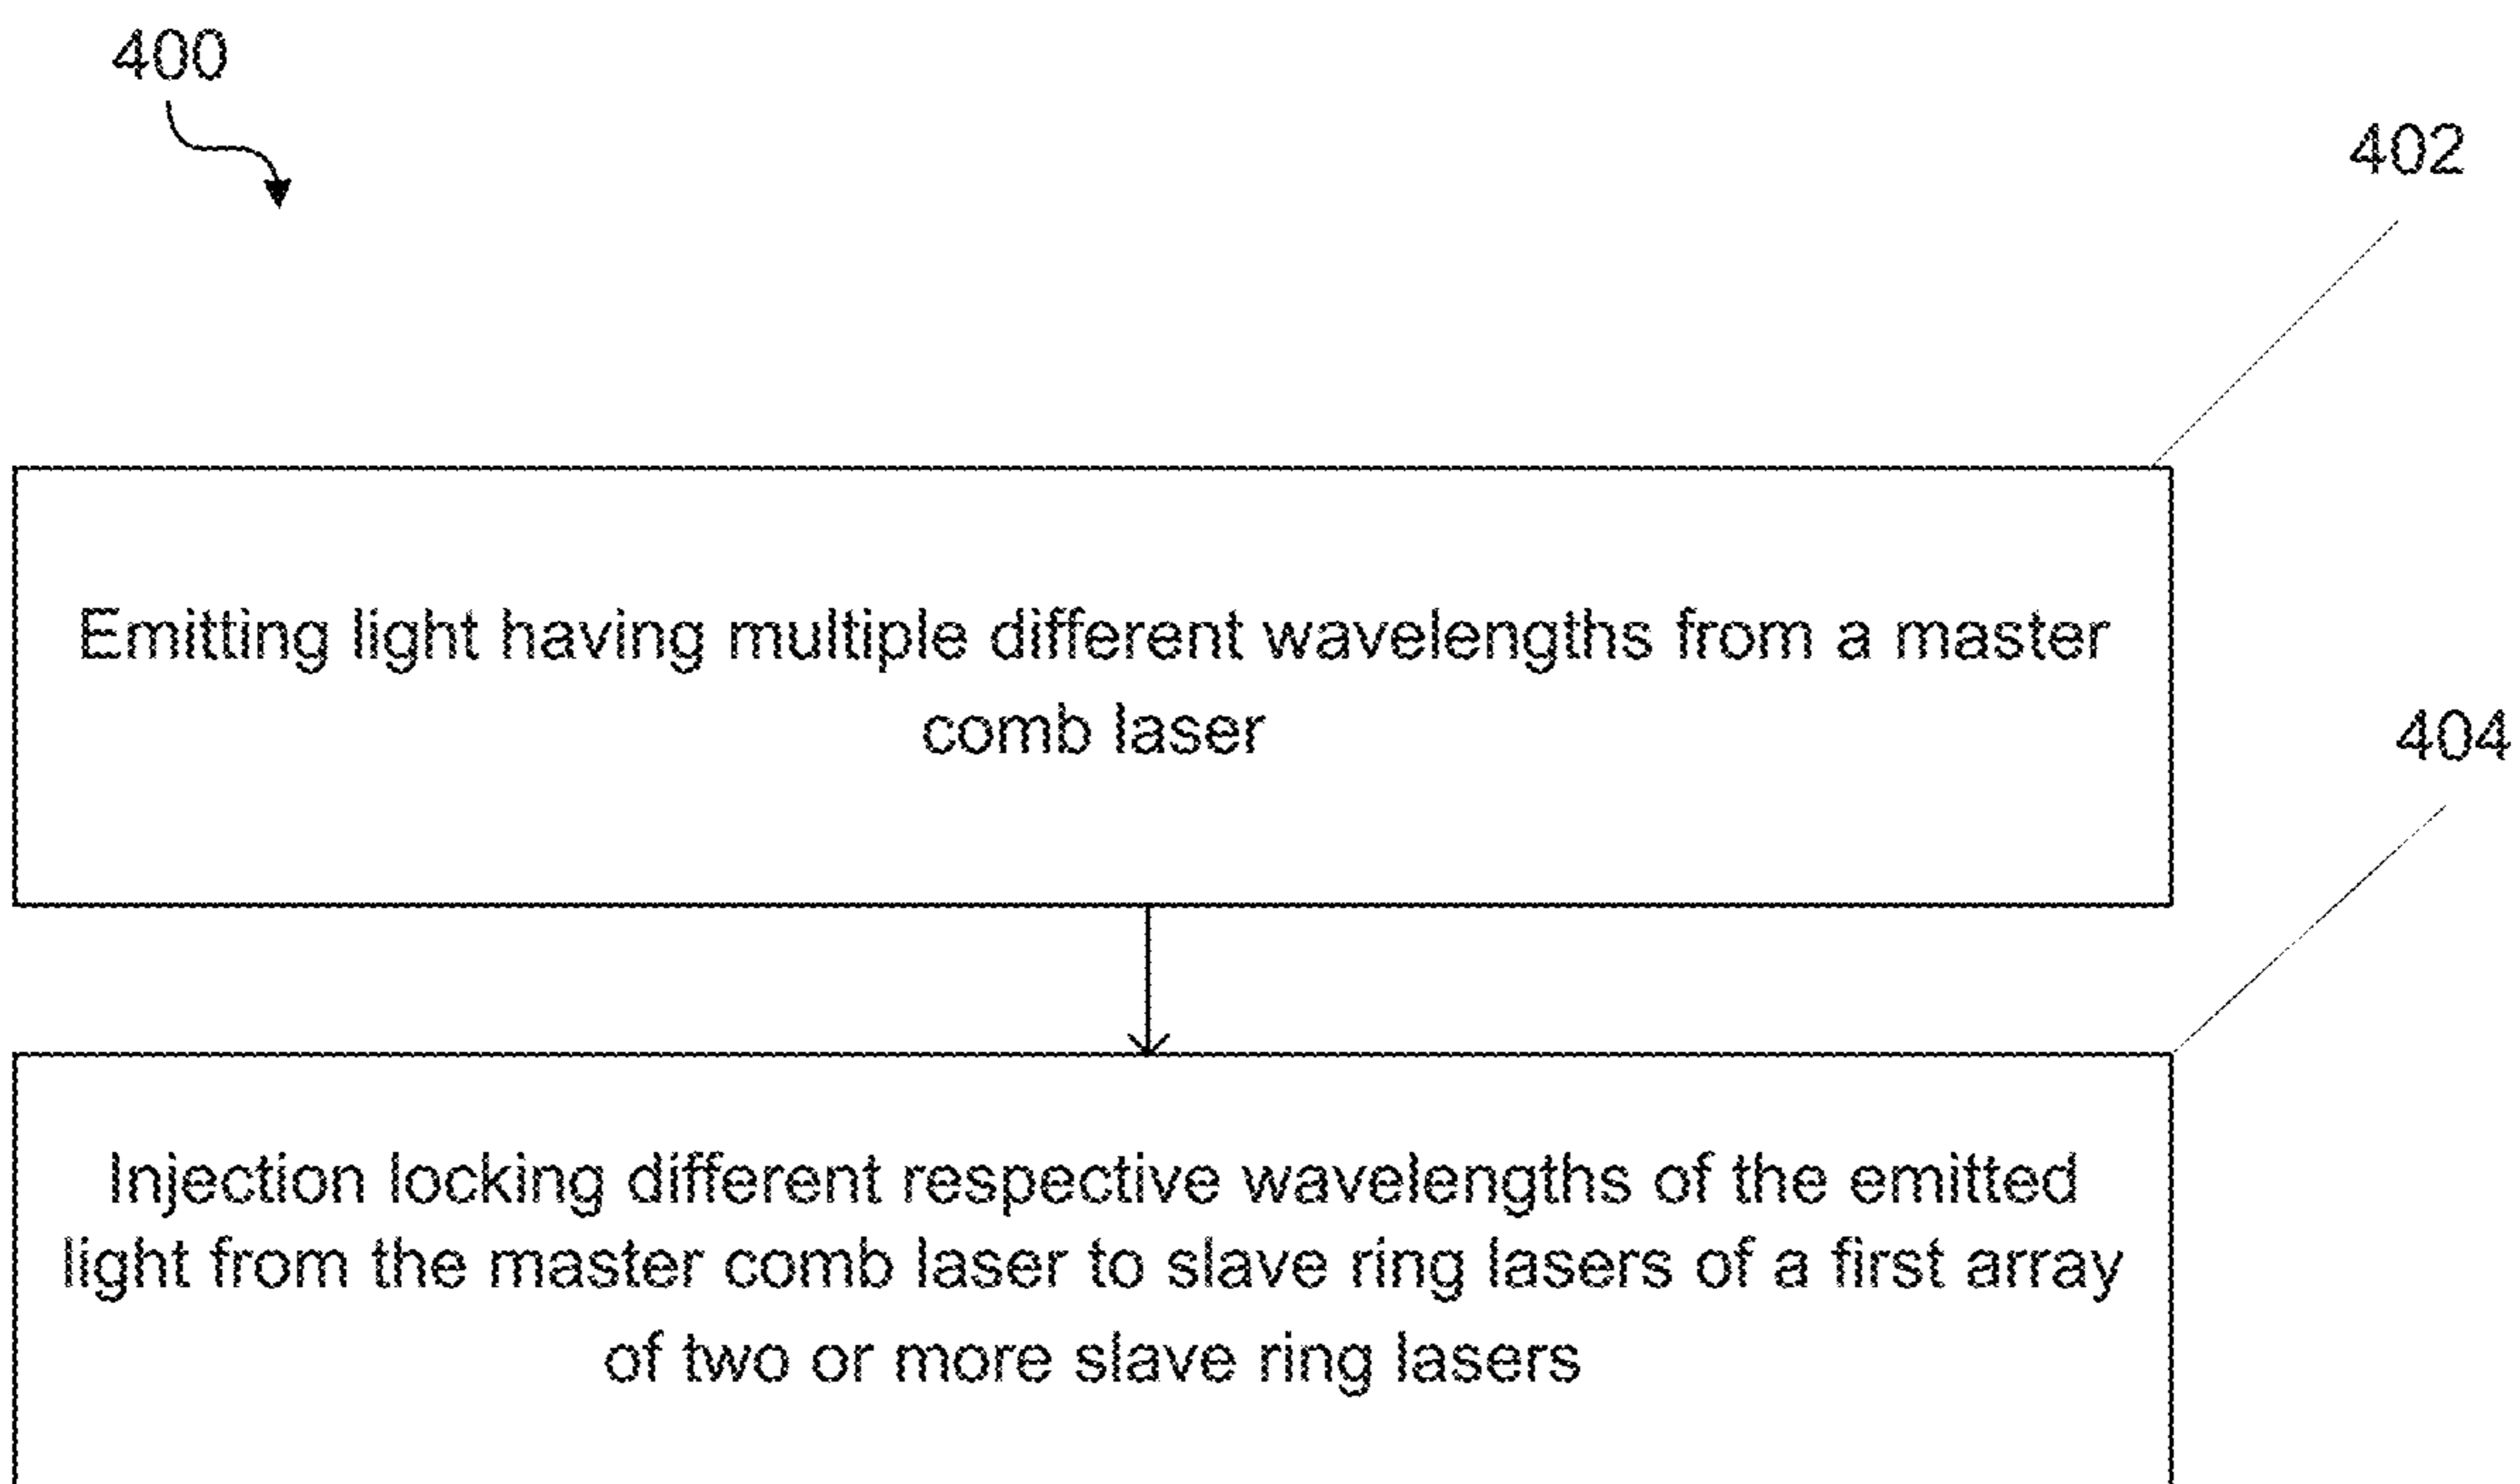 400
402
Emitting light having multiple different wavelengths from a master
comb laser
404
Injection locking different respective wavelengths of the emitted
light from the master comb laser to slave ring lasers of a first array
of two or more slave ring lasers